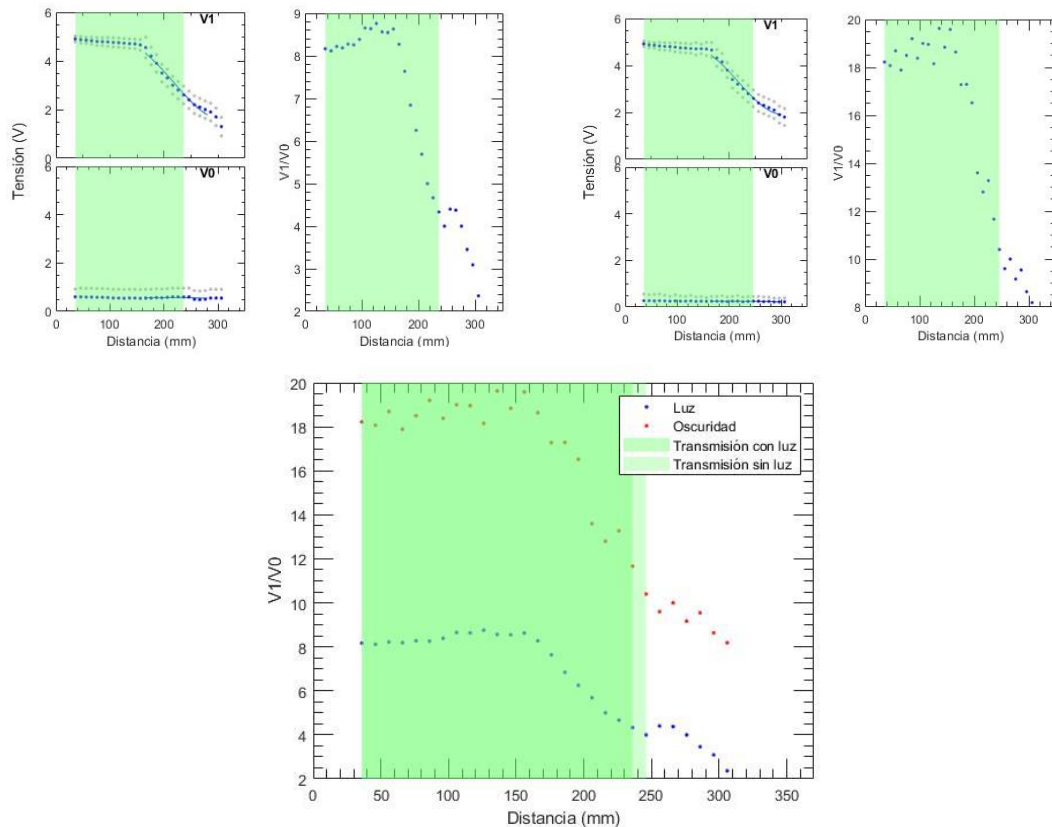 V1
6
4
2
0
Tensión (V)
V0
6
4
2
0
0 100 200 300
Distancia (mm)
9
8
7
6
5
4
3
2
V1/V0
0 100 200 300
Distancia (mm)
V1
6
4
2
0
Tensión (V)
V0
6
4
2
0
0 100 200 300
Distancia (mm)
20
18
16
14
12
10
8
V1/V0
0 100 200 300
Distancia (mm)
20
18
16
14
12
10
8
6
4
2
V1/V0
Luz
Oscuridad
Transmisión con luz
Transmisión sin luz
0 50 100 150 200 250 300 350
Distancia (mm)